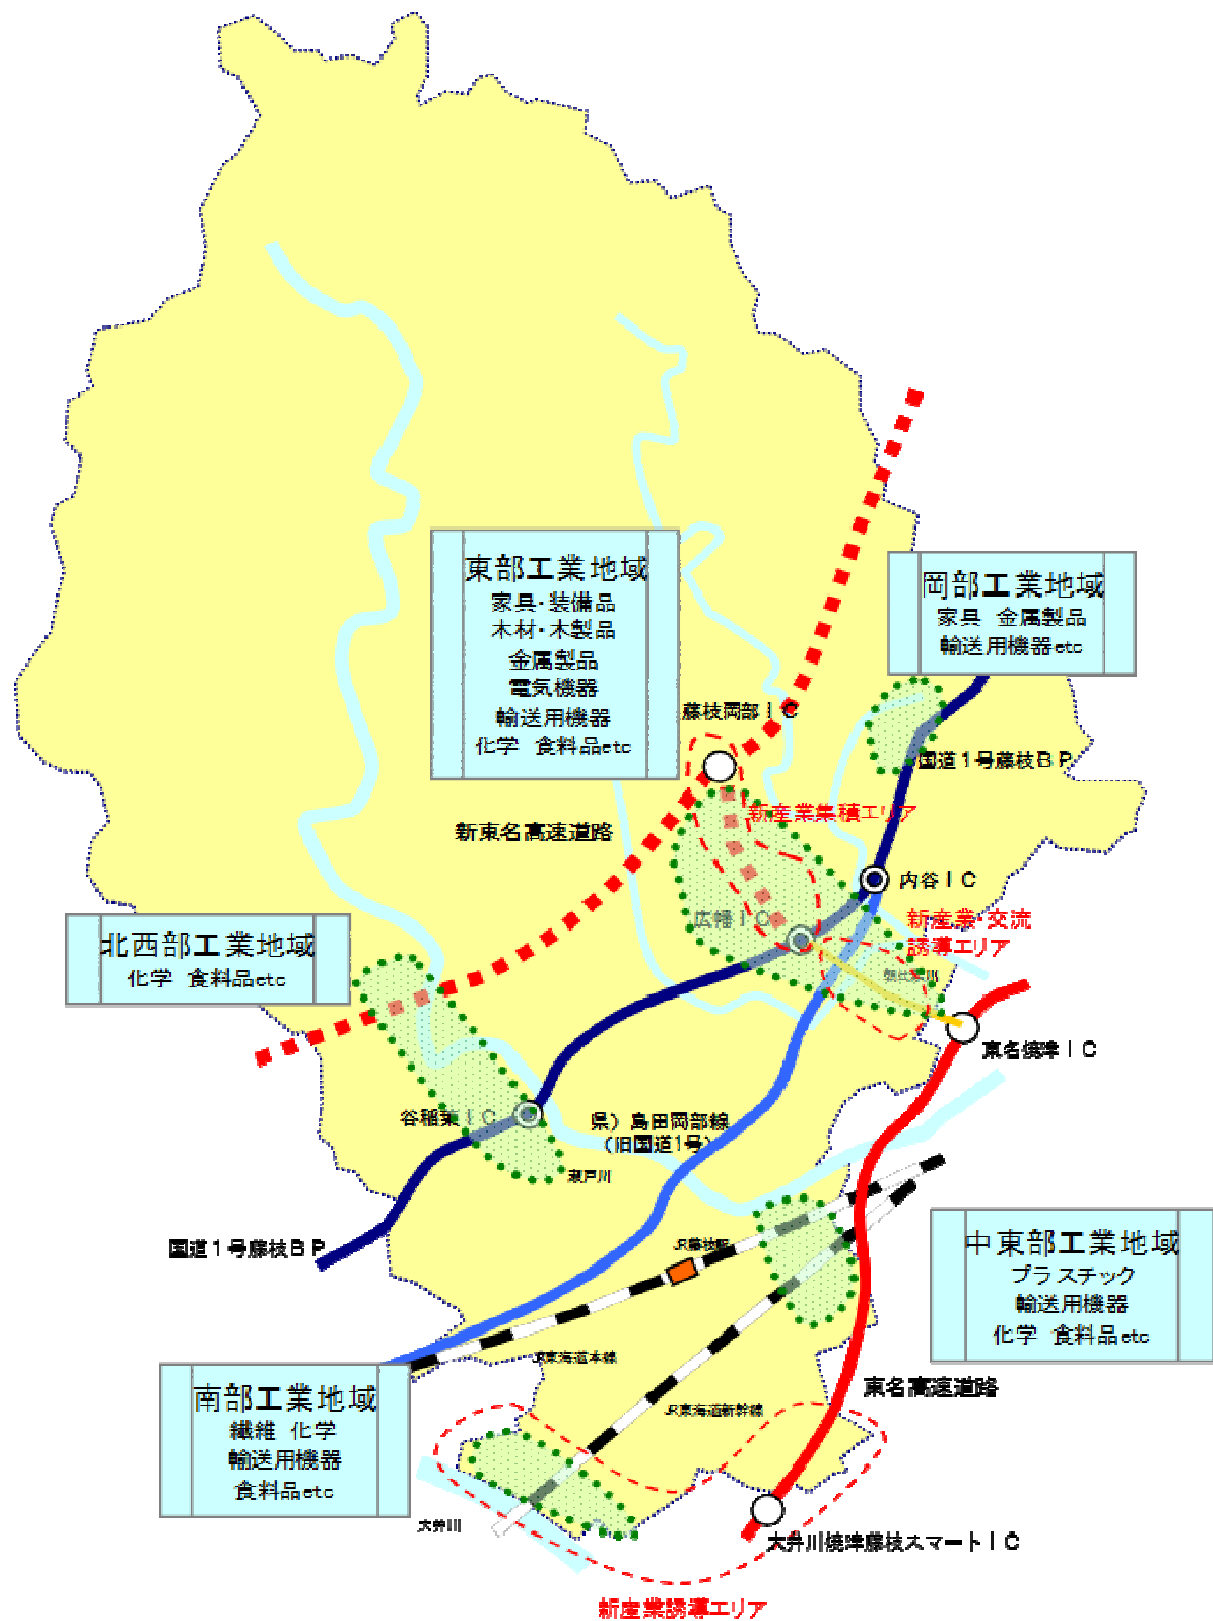 東部工業地域
家具・装備品
木材・木製品
金属製品
電気機器
輸送用機器
化学 食料品etc
岡部工業地域
家具 金属製品
輸送用機器etc
藤枝岡部IC
国道1号藤枝BP
新産業集積エリア
新東名高速道路
内谷IC
広幡IC
新産業・交流
誘導エリア
朝比奈川
北西部工業地域
化学 食料品etc
東名焼津IC
谷稲葉IC
県）島田岡部線
（旧国道1号）
瀬戸川
国道1号藤枝BP
JR藤枝駅
中東部工業地域
プラスチック
輸送用機器
化学 食料品etc
JR東海道本線
東名高速道路
南部工業地域
繊維 化学
輸送用機器
食料品etc
JR東海道新幹線
大井川
大井川焼津藤枝スマートIC
新産業誘導エリア